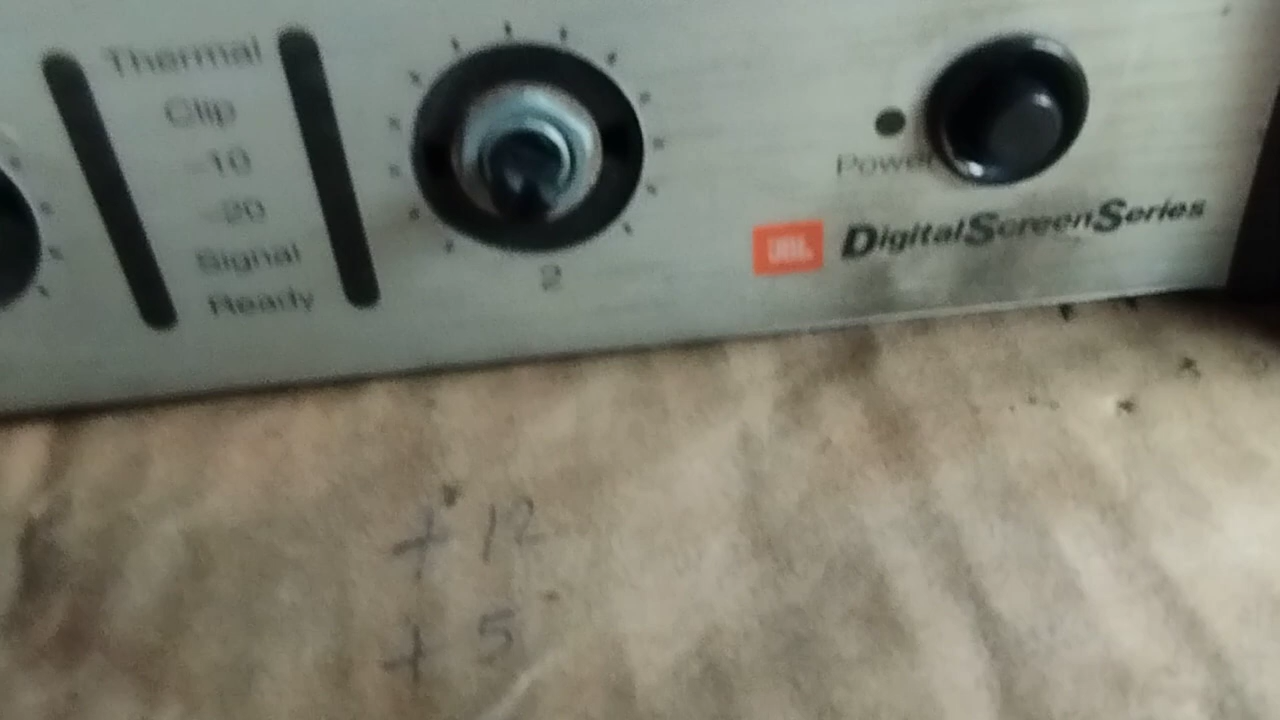 Thermal
Clip
-10
-20
Signal
Ready
2
Power
JBL DigitalScreenSeries
+ 12
+ 5